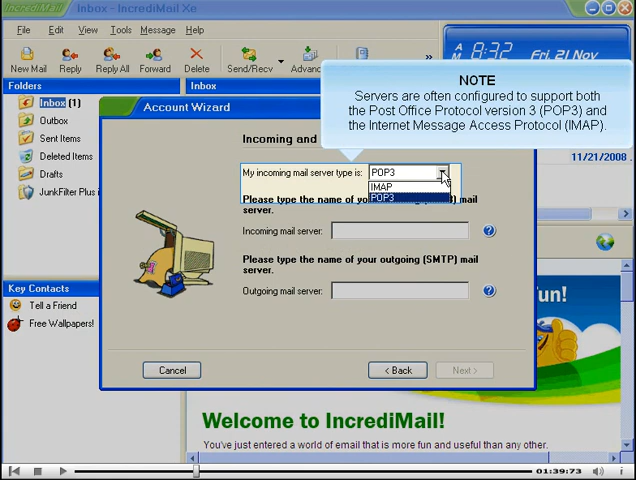 IncrediMail
Inbox - IncrediMail Xe
File Edit View Tools Message Help
New Mail Reply Reply All Forward Delete Send/Recv
AM 8:32 Fri. 21 Nov
NOTE
Servers are often configured to support both
the Post Office Protocol version 3 (POP3) and
the Internet Message Access Protocol (IMAP).
Folders
Inbox
Inbox (1)
Outbox
Sent Items
Deleted Items
Drafts
JunkFilter Plus
11/21/2008
Account Wizard
Incoming and
My incoming mail server type is: POP3
IMAP
POP3
Please type the name of mail
server.
Incoming mail server: ?
Please type the name of your outgoing (SMTP) mail
server.
Outgoing mail server: ?
Cancel < Back Next >
Key Contacts
Tell a Friend
Free Wallpapers!
un!
Welcome to IncrediMail!
You've just entered a world of email that is more fun and useful than any other.
01:39:73